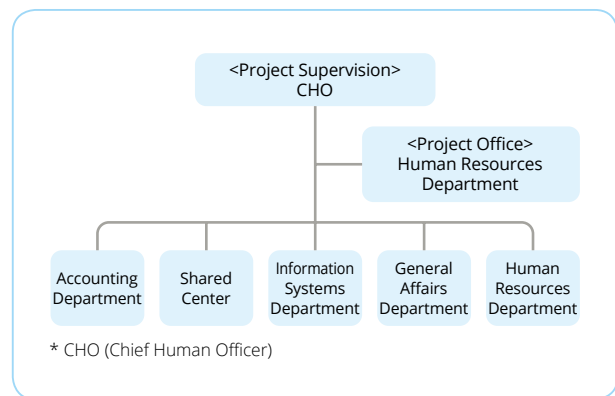 <Project Supervision>
CHO
<Project Office>
Human Resources
Department
Accounting
Department
Shared
Center
Information
Systems
Department
General
Affairs
Department
Human
Resources
Department
* CHO (Chief Human Officer)